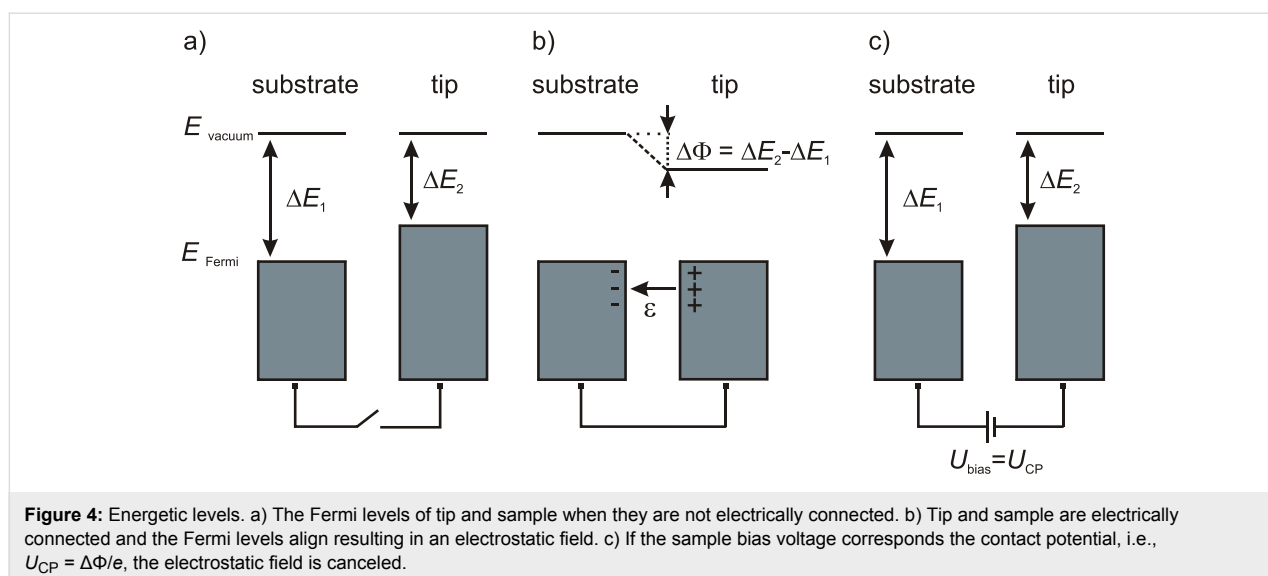 a) b) c)
substrate tip substrate tip substrate tip
E vacuum
ΔΦ = ΔE₂-ΔE₁
ΔE₁ ΔE₂ ΔE₁ ΔE₂
E Fermi
- +
- +
- +
ε
U_bias=U_CP
Figure 4: Energetic levels. a) The Fermi levels of tip and sample when they are not electrically connected. b) Tip and sample are electrically
connected and the Fermi levels align resulting in an electrostatic field. c) If the sample bias voltage corresponds the contact potential, i.e.,
U_CP = ΔΦ/e, the electrostatic field is canceled.